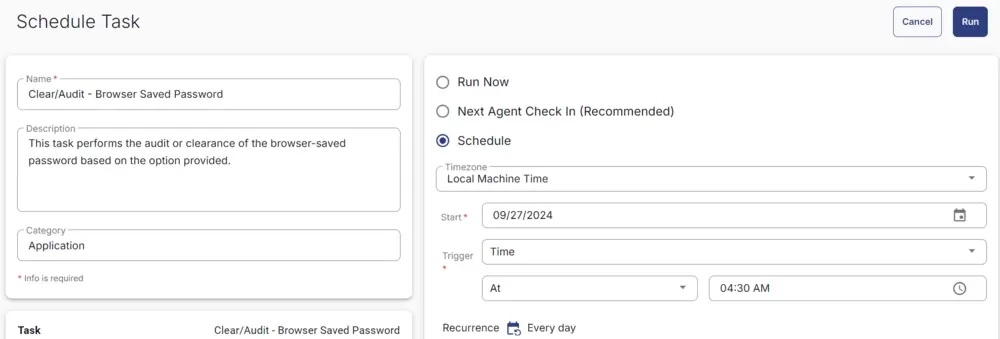 Schedule Task
Cancel
Run
Name *
Clear/Audit - Browser Saved Password
Description
This task performs the audit or clearance of the browser-saved
password based on the option provided.
Category
Application
* Info is required
Task
Clear/Audit - Browser Saved Password
Run Now
Next Agent Check In (Recommended)
Schedule
Timezone
Local Machine Time
Start *
09/27/2024
Trigger *
Time
At
04:30 AM
Recurrence
Every day